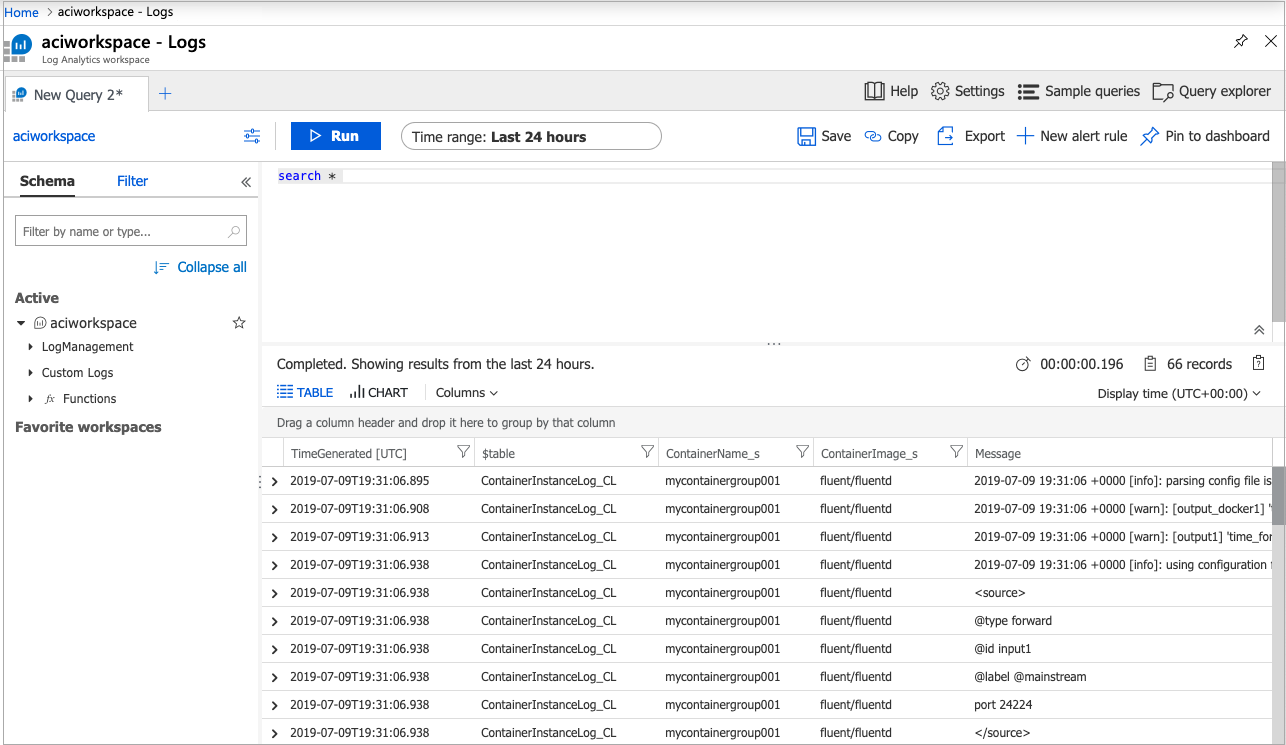 Home > aciworkspace - Logs
aciworkspace - Logs
Log Analytics workspace
New Query 2* +
Help Settings Sample queries Query explorer
aciworkspace Run Time range: Last 24 hours Save Copy Export New alert rule Pin to dashboard
Schema Filter «
search *
Filter by name or type...
Collapse all
Active
aciworkspace
LogManagement
Custom Logs
fx Functions
Favorite workspaces
Completed. Showing results from the last 24 hours. 00:00:00.196 66 records
TABLE CHART Columns Display time (UTC+00:00)
Drag a column header and drop it here to group by that column
TimeGenerated [UTC] $table ContainerName_s ContainerImage_s Message
2019-07-09T19:31:06.895 ContainerInstanceLog_CL mycontainergroup001 fluent/fluentd 2019-07-09 19:31:06 +0000 [info]: parsing config file is
2019-07-09T19:31:06.908 ContainerInstanceLog_CL mycontainergroup001 fluent/fluentd 2019-07-09 19:31:06 +0000 [warn]: [output_docker1] '
2019-07-09T19:31:06.913 ContainerInstanceLog_CL mycontainergroup001 fluent/fluentd 2019-07-09 19:31:06 +0000 [warn]: [output1] 'time_for
2019-07-09T19:31:06.938 ContainerInstanceLog_CL mycontainergroup001 fluent/fluentd 2019-07-09 19:31:06 +0000 [info]: using configuration
2019-07-09T19:31:06.938 ContainerInstanceLog_CL mycontainergroup001 fluent/fluentd <source>
2019-07-09T19:31:06.938 ContainerInstanceLog_CL mycontainergroup001 fluent/fluentd @type forward
2019-07-09T19:31:06.938 ContainerInstanceLog_CL mycontainergroup001 fluent/fluentd @id input1
2019-07-09T19:31:06.938 ContainerInstanceLog_CL mycontainergroup001 fluent/fluentd @label @mainstream
2019-07-09T19:31:06.938 ContainerInstanceLog_CL mycontainergroup001 fluent/fluentd port 24224
2019-07-09T19:31:06.938 ContainerInstanceLog_CL mycontainergroup001 fluent/fluentd </source>